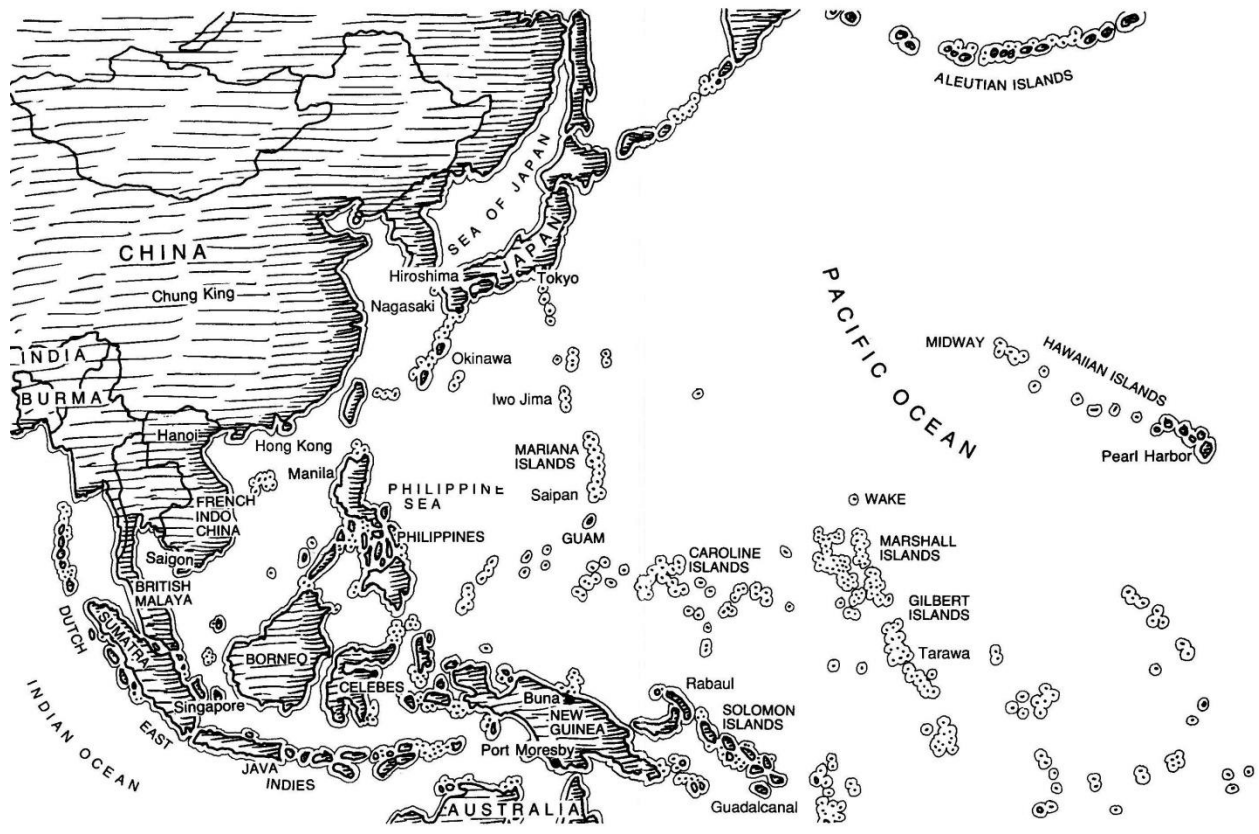 ALEUTIAN ISLANDS
SEA OF JAPAN
JAPAN
CHINA
Chung King
Hiroshima
Tokyo
Nagasaki
PACIFIC OCEAN
MIDWAY
HAWAIIAN ISLANDS
INDIA
Okinawa
BURMA
Iwo Jima
Hanoi
Hong Kong
MARIANA
ISLANDS
Pearl Harbor
Manila
PHILIPPINE
SEA
Saipan
WAKE
FRENCH
INDO
CHINA
PHILIPPINES
GUAM
MARSHALL
ISLANDS
CAROLINE
ISLANDS
Saigon
BRITISH
MALAYA
GILBERT
ISLANDS
DUTCH
SUMATRA
BORNEO
Tarawa
CELEBES
Rabaul
INDIAN OCEAN
Singapore
Buna
NEW
GUINEA
SOLOMON
ISLANDS
EAST
Port Moresby
JAVA
INDIES
AUSTRALIA
Guadalcanal